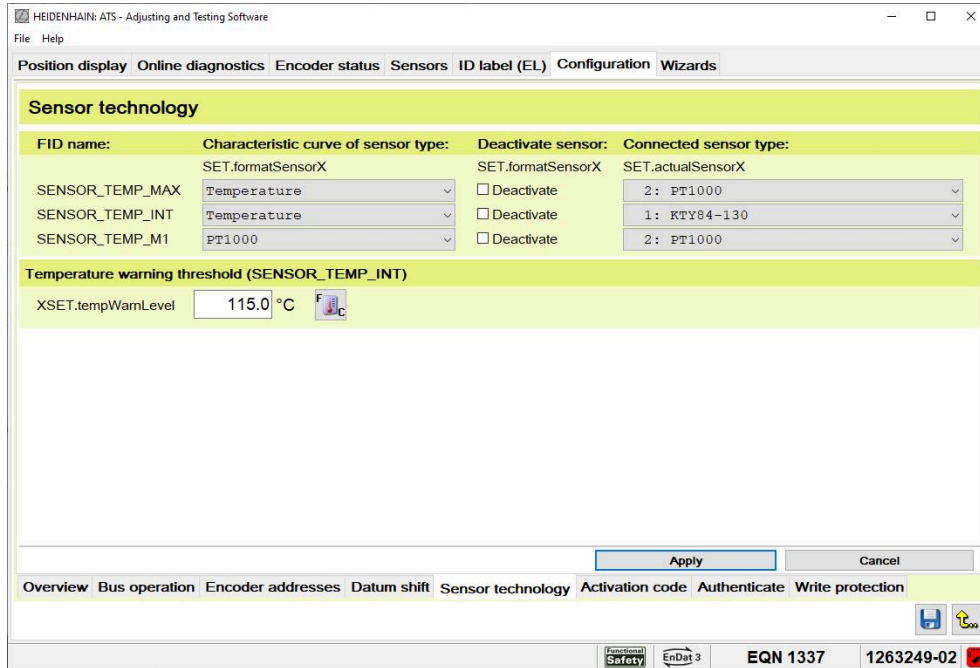 HEIDENHAIN: ATS - Adjusting and Testing Software
File Help
Position display Online diagnostics Encoder status Sensors ID label (EL) Configuration Wizards
Sensor technology
FID name: Characteristic curve of sensor type: Deactivate sensor: Connected sensor type:
SET.formatSensorX SET.formatSensorX SET.actualSensorX
SENSOR_TEMP_MAX Temperature Deactivate 2: PT1000
SENSOR_TEMP_INT Temperature Deactivate 1: KTY84-130
SENSOR_TEMP_M1 PT1000 Deactivate 2: PT1000
Temperature warning threshold (SENSOR_TEMP_INT)
XSET.tempWarnLevel 115.0 °C F C
Apply Cancel
Overview Bus operation Encoder addresses Datum shift Sensor technology Activation code Authenticate Write protection
Functional Safety EnDat 3 EQN 1337 1263249-02